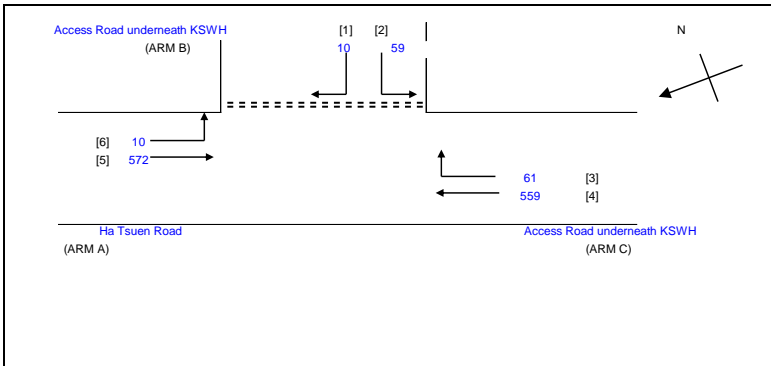 Access Road underneath KSWH [1] [2] N
(ARM B) 10 59
[6] 10
[5] 572
61 [3]
559 [4]
Ha Tsuen Road Access Road underneath KSWH
(ARM A) (ARM C)